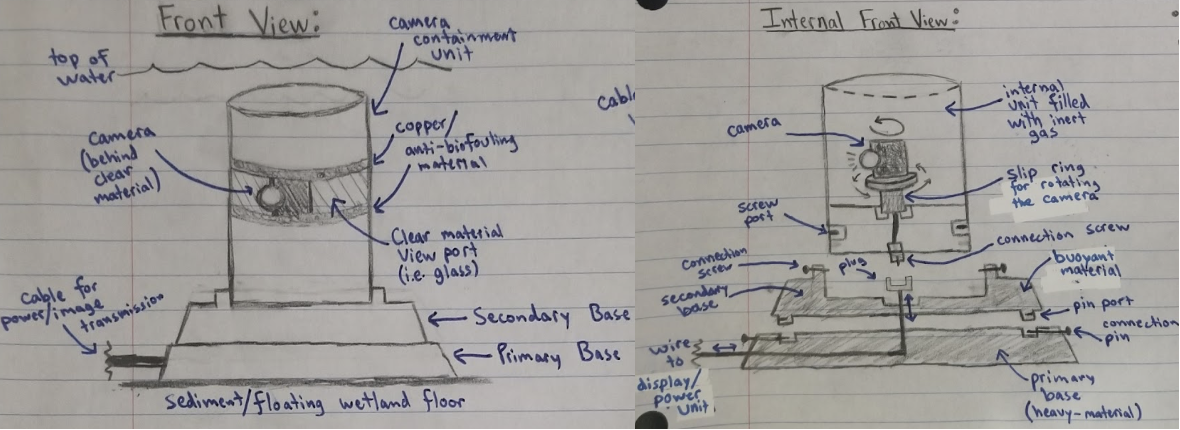 Front View:
camera
containment
unit
top of
water
copper/
anti-biofouling
material
camera
(behind
clear
material)
Clear material
View port
(i.e. glass)
Cable for
power/image
transmission
Secondary Base
Primary Base
Sediment/floating wetland floor
Internal Front View:
internal
unit filled
with inert
gas
camera
slip ring
for rotating
the camera
screw
port
connection screw
connection
screw
plug
buoyant
material
secondary
base
pin port
connection
pin
wire
to
display/
power
unit
primary
base
(heavy-material)